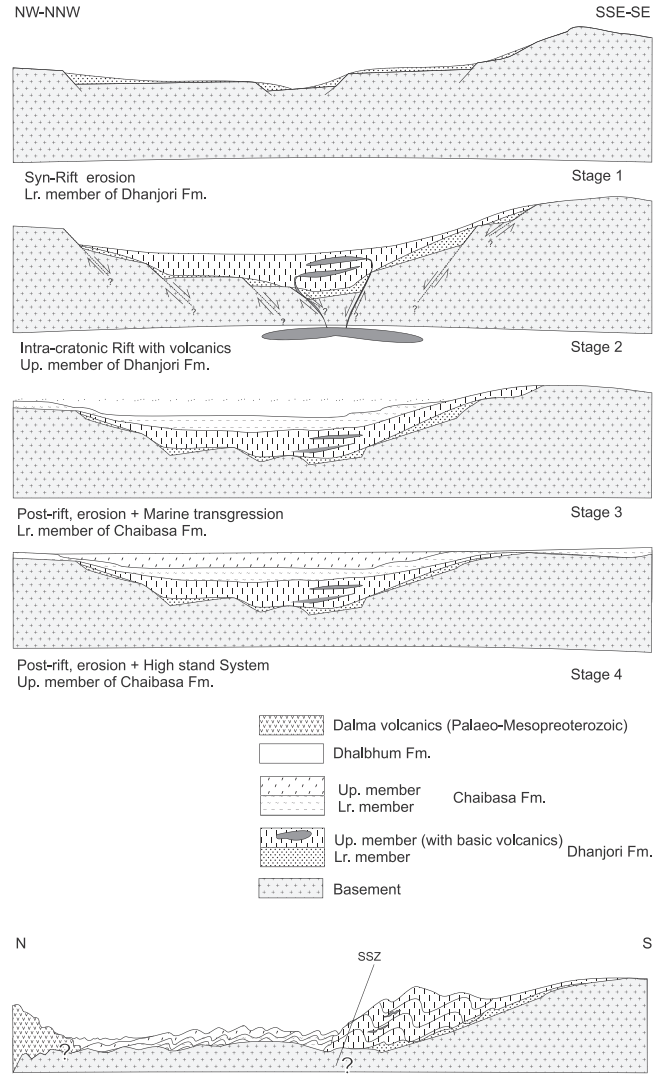 NW-NNW SSE-SE
Syn-Rift erosion
Lr. member of Dhanjori Fm.
Stage 1
? ? ? ? ? ? ?
Intra-cratonic Rift with volcanics
Up. member of Dhanjori Fm.
Stage 2
Post-rift, erosion + Marine transgression
Lr. member of Chaibasa Fm.
Stage 3
Post-rift, erosion + High stand System
Up. member of Chaibasa Fm.
Stage 4
Dalma volcanics (Palaeo-Mesopreoterozoic)
Dhalbhum Fm.
Up. member
Lr. member
Chaibasa Fm.
Up. member (with basic volcanics)
Lr. member
Dhanjori Fm.
Basement
N S
SSZ
? ?